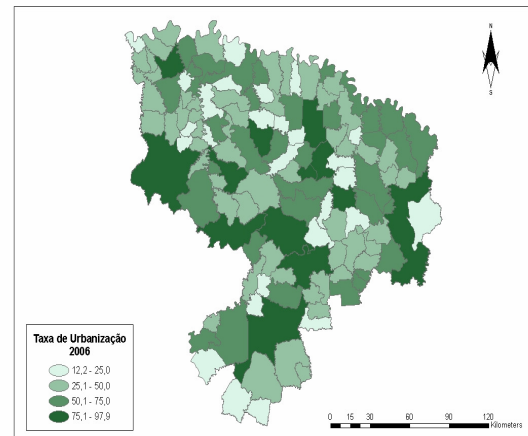 N
S
Taxa de Urbanização
2006
12,2 - 25,0
25,1 - 50,0
50,1 - 75,0
75,1 - 97,9
0 15 30 60 90 120
Kilometers